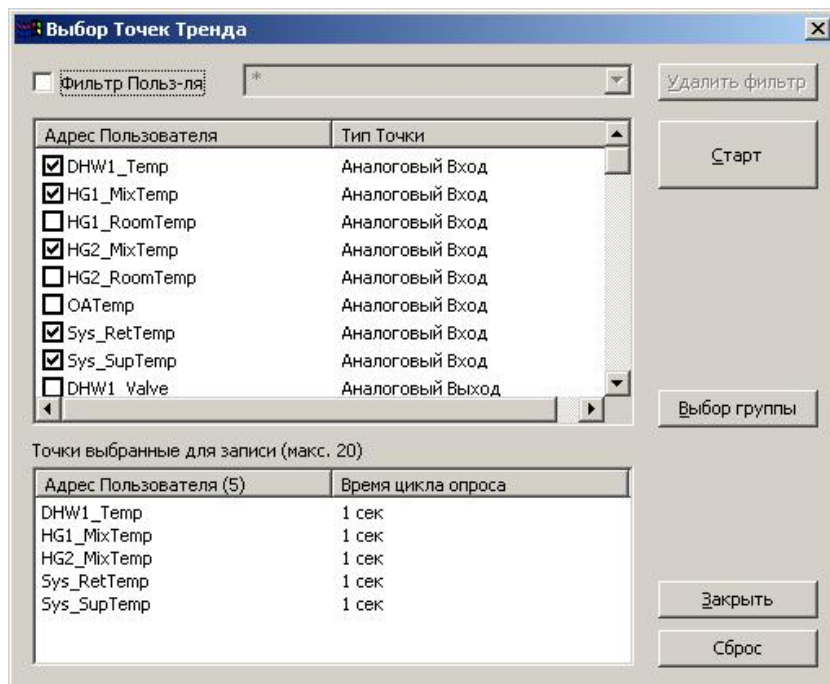 Выбор Точек Тренда
Фильтр Польз-ля * Удалить фильтр
Адрес Пользователя Тип Точки
Старт
DHW1_Temp Аналоговый Вход
HG1_MixTemp Аналоговый Вход
HG1_RoomTemp Аналоговый Вход
HG2_MixTemp Аналоговый Вход
HG2_RoomTemp Аналоговый Вход
OATemp Аналоговый Вход
Sys_RetTemp Аналоговый Вход
Sys_SupTemp Аналоговый Вход
DHW1_Valve Аналоговый Выход
Выбор группы
Точки выбранные для записи (макс. 20)
Адрес Пользователя (5) Время цикла опроса
DHW1_Temp 1 сек
HG1_MixTemp 1 сек
HG2_MixTemp 1 сек
Sys_RetTemp 1 сек
Sys_SupTemp 1 сек
Закрыть
Сброс